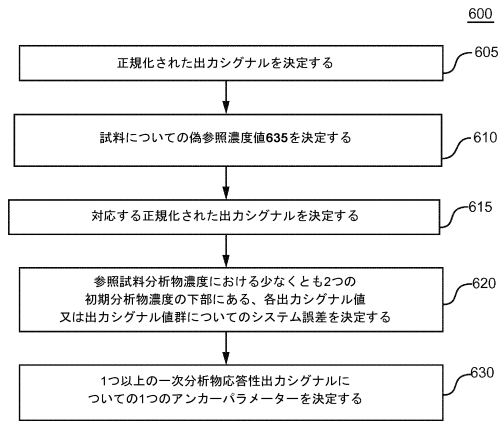 600
正規化された出力シグナルを決定する
605
試料についての偽参照濃度値635を決定する
610
対応する正規化された出力シグナルを決定する
615
参照試料分析物濃度における少なくとも2つの
初期分析物濃度の下部にある、各出力シグナル値
又は出力シグナル値群についてのシステム誤差を決定する
620
1つ以上の一次分析物応答性出力シグナルに
ついての1つのアンカーパラメーターを決定する
630